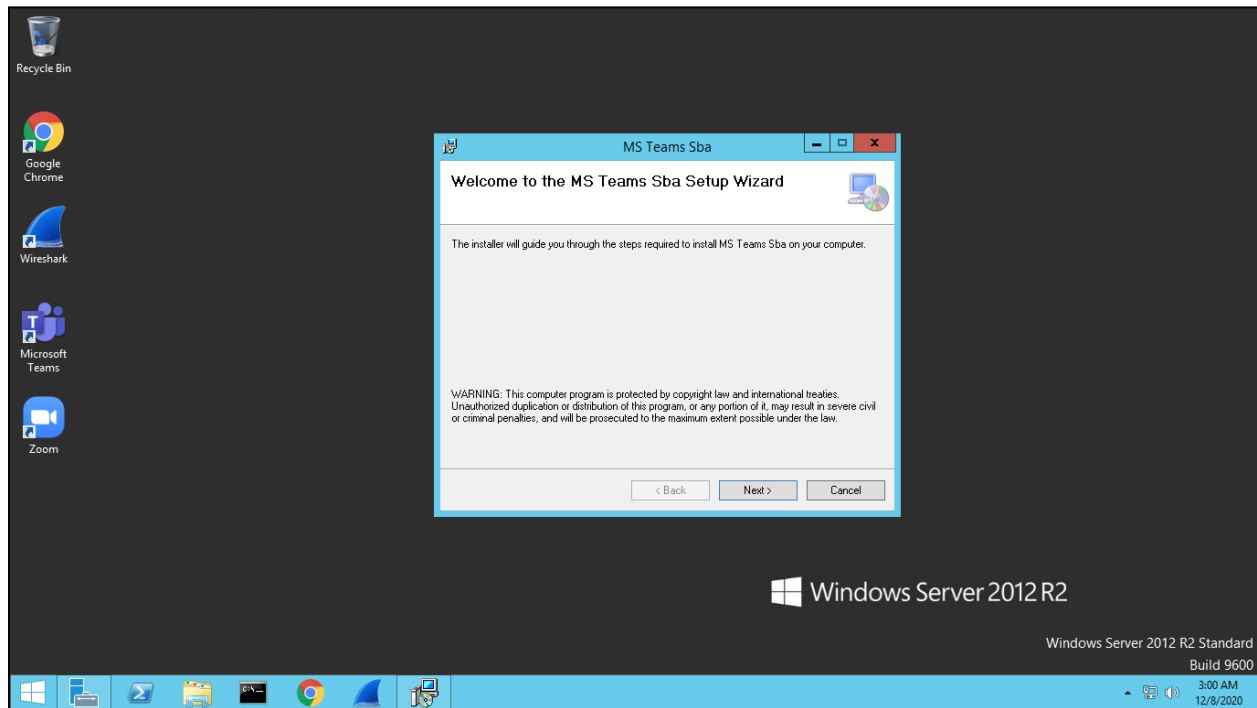 Recycle Bin
Google
Chrome
Wireshark
Microsoft
Teams
Zoom
MS Teams Sba
Welcome to the MS Teams Sba Setup Wizard
The installer will guide you through the steps required to install MS Teams Sba on your computer.
WARNING: This computer program is protected by copyright law and international treaties.
Unauthorized duplication or distribution of this program, or any portion of it, may result in severe civil
or criminal penalties, and will be prosecuted to the maximum extent possible under the law.
< Back
Next >
Cancel
Windows Server 2012 R2
Windows Server 2012 R2 Standard
Build 9600
3:00 AM
12/8/2020